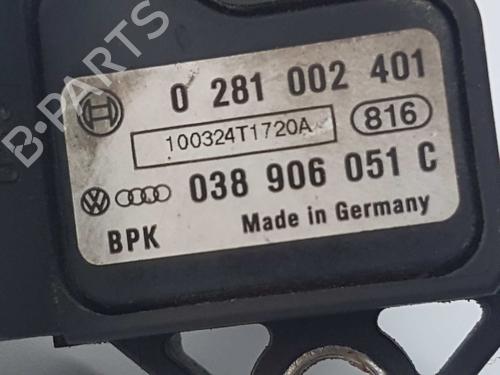 B-PARTS
0 281 002 401
100324T1720A
816
038 906 051 C
BPK Made in Germany